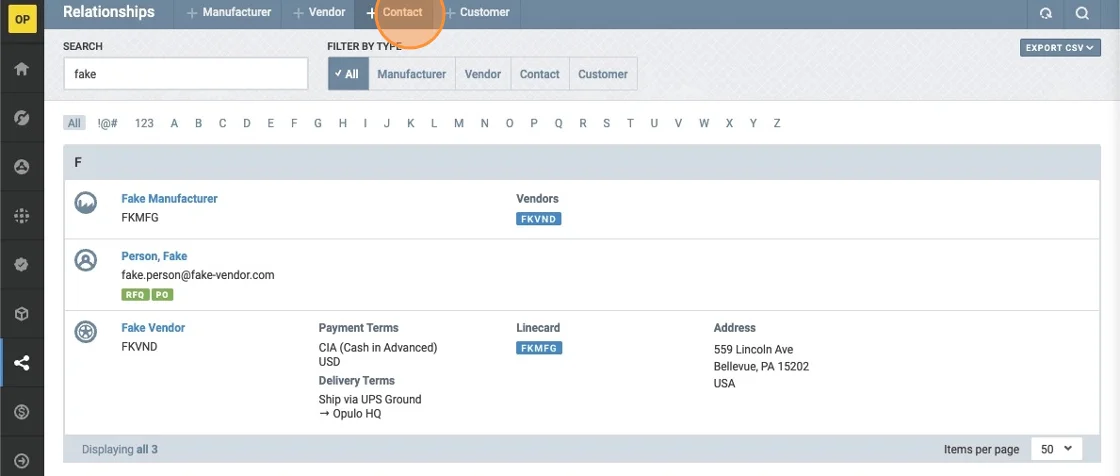 OP
Relationships + Manufacturer + Vendor + Contact + Customer
SEARCH
FILTER BY TYPE
EXPORT CSV
fake
✓ All Manufacturer Vendor Contact Customer
All !@# 123 A B C D E F G H I J K L M N O P Q R S T U V W X Y Z
F
Fake Manufacturer
FKMFG
Vendors
FKVND
Person, Fake
fake.person@fake-vendor.com
RFQ PO
Fake Vendor
FKVND
Payment Terms
CIA (Cash in Advanced)
USD
Delivery Terms
Ship via UPS Ground
→ Opulo HQ
Linecard
FKMFG
Address
559 Lincoln Ave
Bellevue, PA 15202
USA
Displaying all 3
Items per page 50